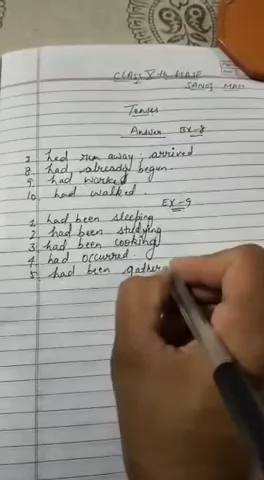 Tenses
Answer Ex-8
7. had run away; arrived
8. had already begun.
9. had worked
10. had walked.
Ex-9
1 had been sleeping
2 had been studying
3 had been cooking
4 had occurred.
5. had been gather